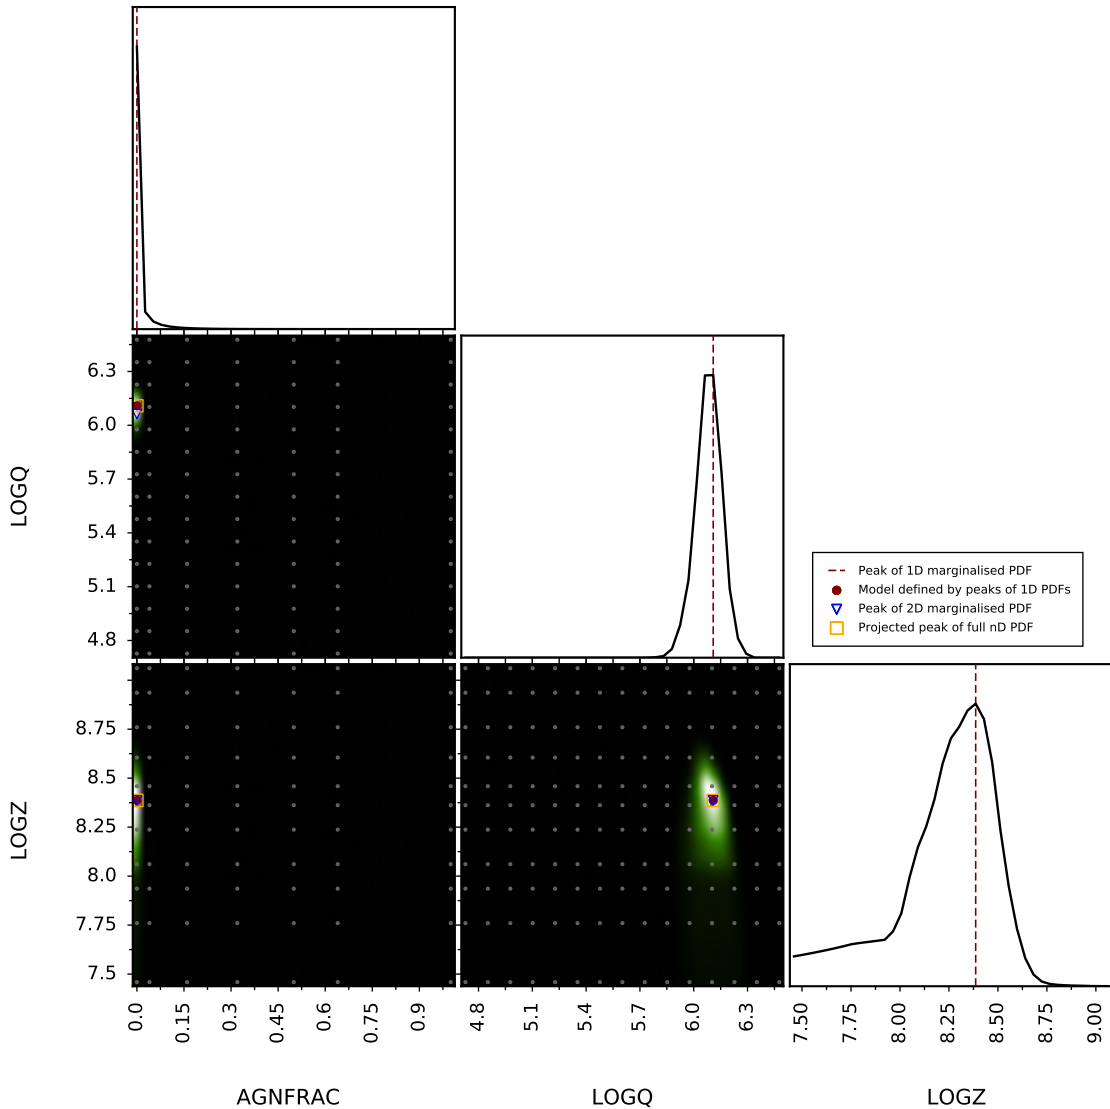 6.3
6.0
5.7
5.4
5.1
4.8
LOGQ
Peak of 1D marginalised PDF
Model defined by peaks of 1D PDFs
Peak of 2D marginalised PDF
Projected peak of full nD PDF
8.75
8.5
8.25
8.0
7.75
7.5
LOGZ
0.0 0.15 0.3 0.45 0.6 0.75 0.9
4.8 5.1 5.4 5.7 6.0 6.3
7.50 7.75 8.00 8.25 8.50 8.75 9.00
AGNFRAC LOGQ LOGZ